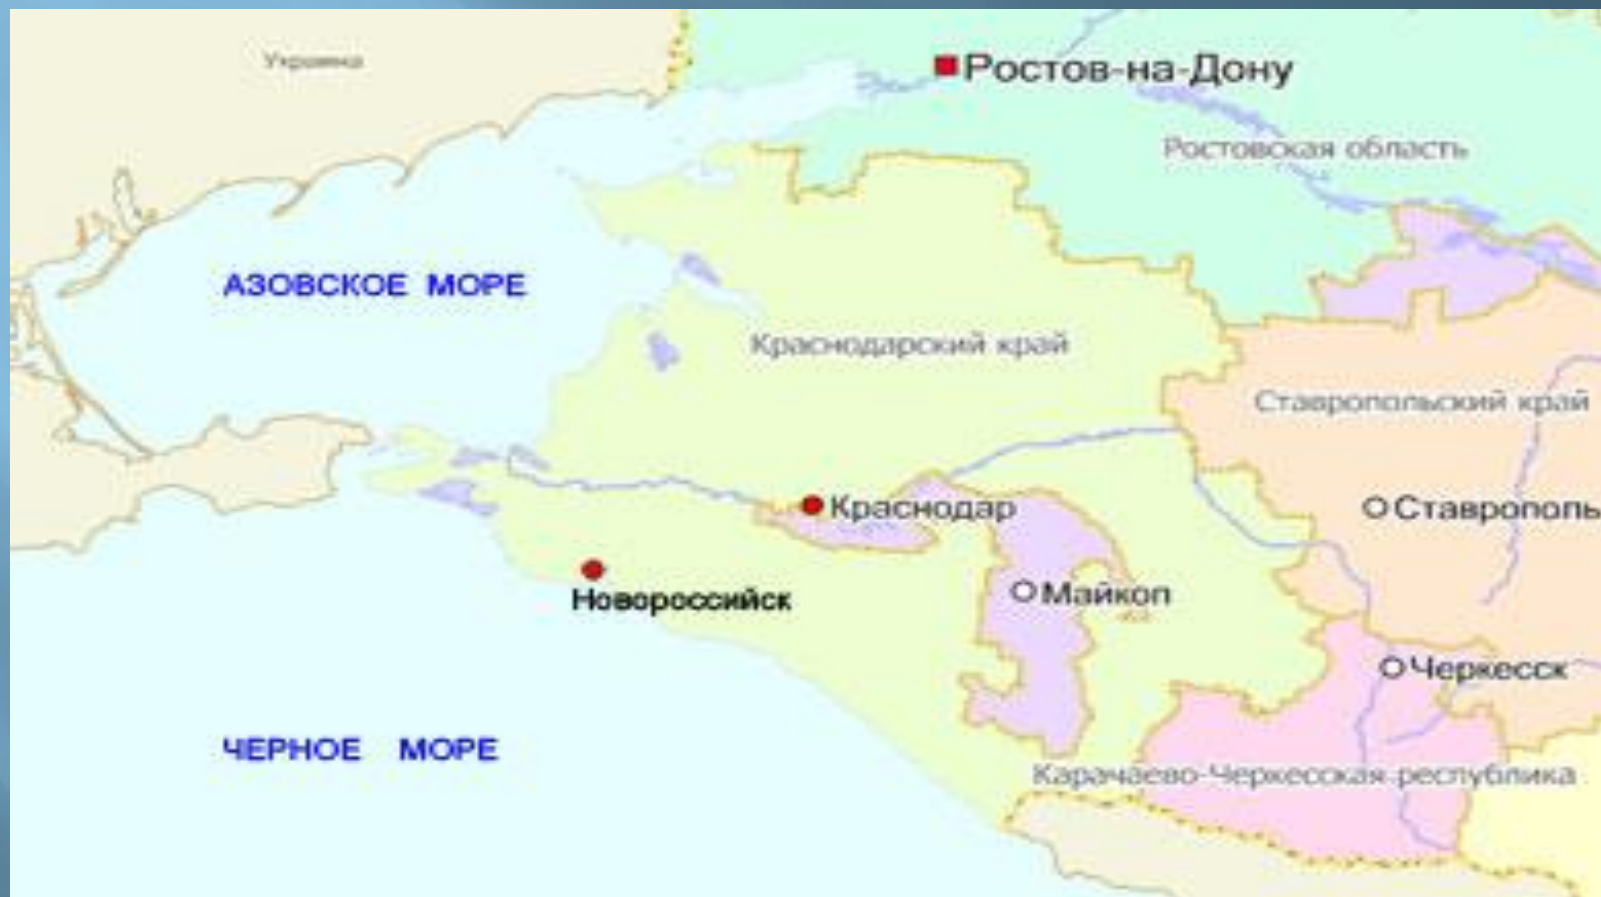 Украина
Ростов-на-Дону
Ростовская область
АЗОВСКОЕ МОРЕ
Краснодарский край
Ставропольский край
Краснодар
Ставрополь
Новороссийск
Майкоп
Черкесск
ЧЕРНОЕ МОРЕ
Карачаево-Черкесская республика